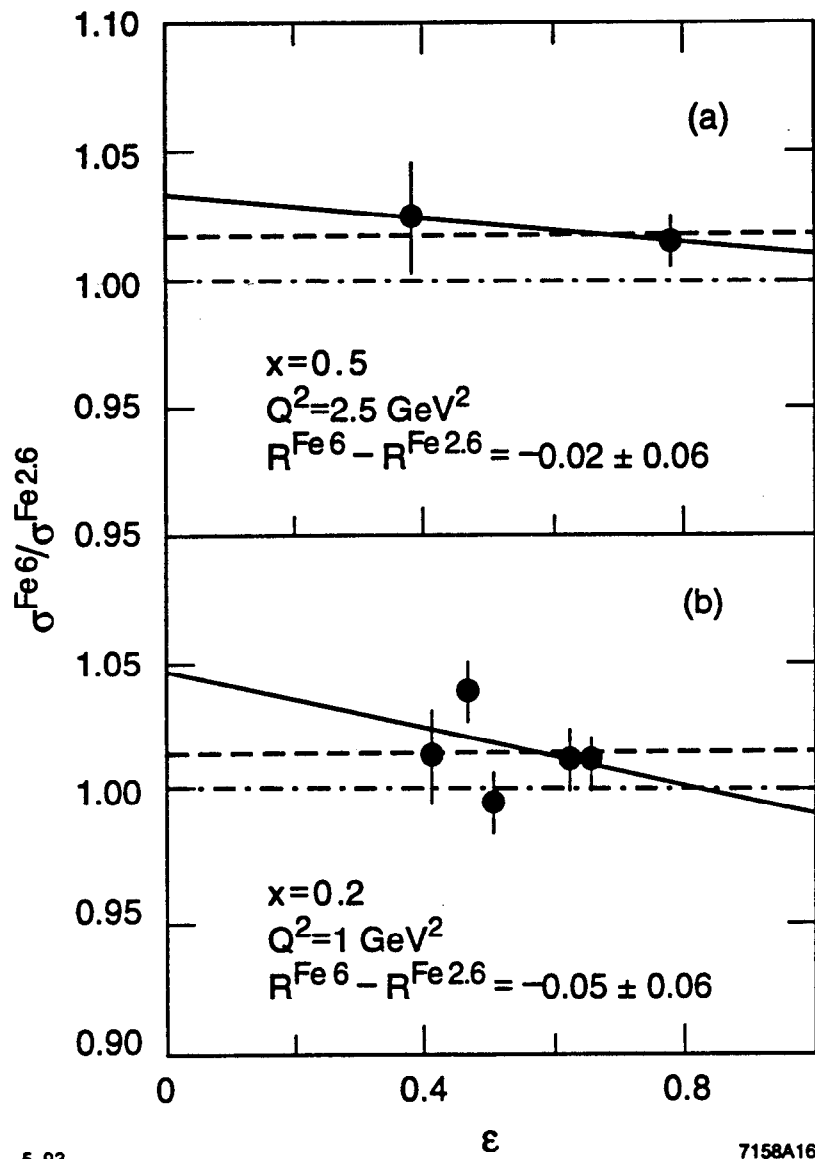 1.10
(a)
1.05
1.00
x=0.5
0.95
Q²=2.5 GeV²
R^Fe6 – R^Fe2.6 = –0.02 ± 0.06
σ^Fe6/σ^Fe2.6
0.95
(b)
1.05
1.00
x=0.2
0.95
Q²=1 GeV²
R^Fe6 – R^Fe2.6 = –0.05 ± 0.06
0.90
0 0.4 0.8
ε
7158A16